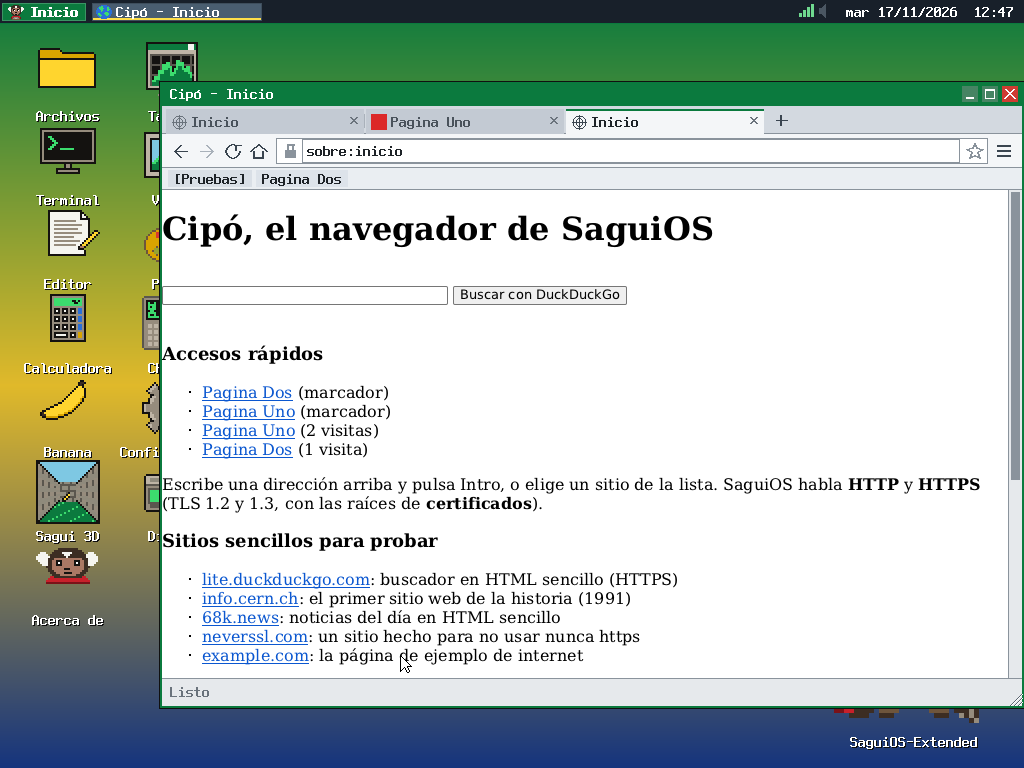 Inicio
Cipó - Inicio
mar 17/11/2026 12:47
Archivos
Terminal
Editor
Calculadora
Banana
Sagui 3D
Acerca de
Cipó - Inicio
Inicio
Pagina Uno
Inicio
sobre:inicio
[Pruebas] Pagina Dos
Cipó, el navegador de SaguiOS
Buscar con DuckDuckGo
Accesos rápidos
· Pagina Dos (marcador)
· Pagina Uno (marcador)
· Pagina Uno (2 visitas)
· Pagina Dos (1 visita)
Escribe una dirección arriba y pulsa Intro, o elige un sitio de la lista. SaguiOS habla HTTP y HTTPS
(TLS 1.2 y 1.3, con las raíces de certificados).
Sitios sencillos para probar
· lite.duckduckgo.com: buscador en HTML sencillo (HTTPS)
· info.cern.ch: el primer sitio web de la historia (1991)
· 68k.news: noticias del día en HTML sencillo
· neverssl.com: un sitio hecho para no usar nunca https
· example.com: la página de ejemplo de internet
Listo
SaguiOS-Extended